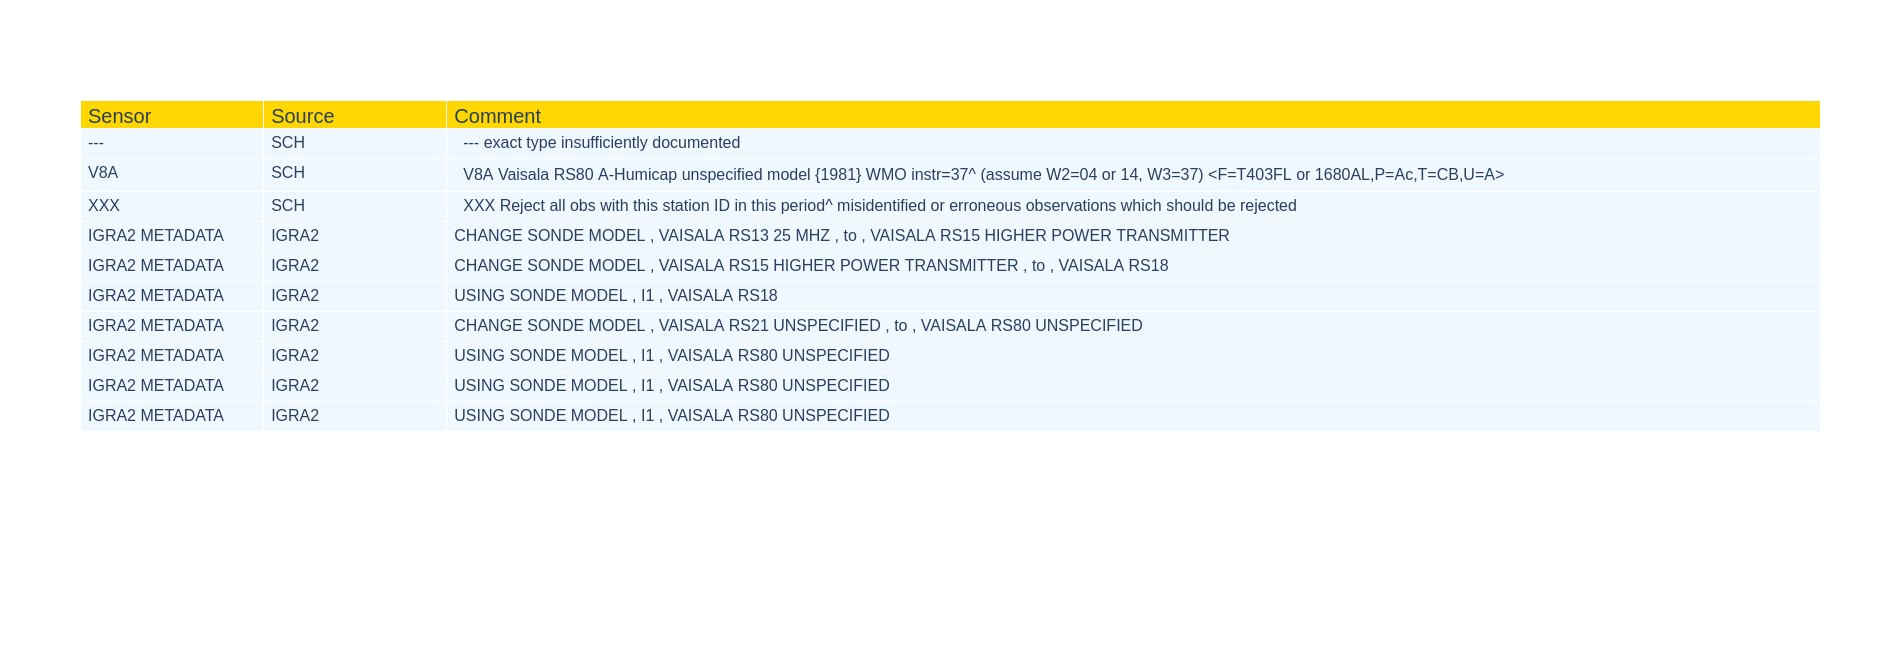 Sensor Source Comment
--- SCH --- exact type insufficiently documented
V8A SCH V8A Vaisala RS80 A-Humicap unspecified model {1981} WMO instr=37^ (assume W2=04 or 14, W3=37) <F=T403FL or 1680AL,P=Ac,T=CB,U=A>
XXX SCH XXX Reject all obs with this station ID in this period^ misidentified or erroneous observations which should be rejected
IGRA2 METADATA IGRA2 CHANGE SONDE MODEL , VAISALA RS13 25 MHZ , to , VAISALA RS15 HIGHER POWER TRANSMITTER
IGRA2 METADATA IGRA2 CHANGE SONDE MODEL , VAISALA RS15 HIGHER POWER TRANSMITTER , to , VAISALA RS18
IGRA2 METADATA IGRA2 USING SONDE MODEL , I1 , VAISALA RS18
IGRA2 METADATA IGRA2 CHANGE SONDE MODEL , VAISALA RS21 UNSPECIFIED , to , VAISALA RS80 UNSPECIFIED
IGRA2 METADATA IGRA2 USING SONDE MODEL , I1 , VAISALA RS80 UNSPECIFIED
IGRA2 METADATA IGRA2 USING SONDE MODEL , I1 , VAISALA RS80 UNSPECIFIED
IGRA2 METADATA IGRA2 USING SONDE MODEL , I1 , VAISALA RS80 UNSPECIFIED